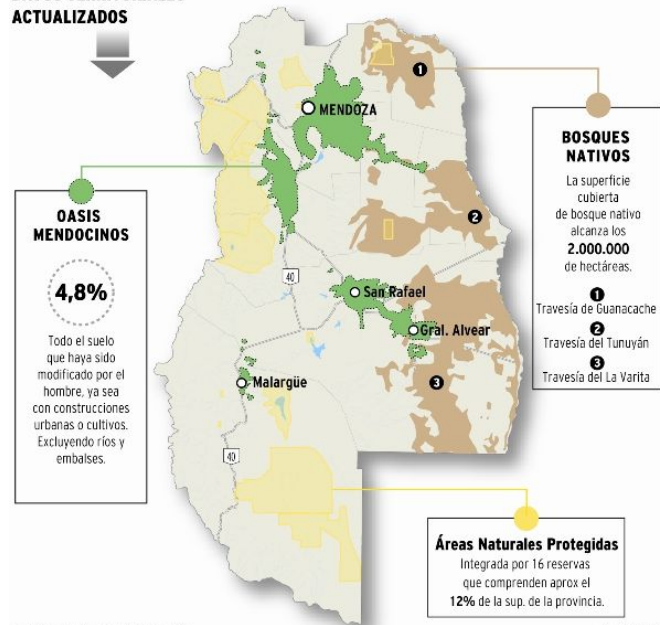 ACTUALIZADOS
MENDOZA
San Rafael
Gral. Alvear
Malargüe
40
40
1
2
3
OASIS
MENDOCINOS
4,8%
Todo el suelo
que haya sido
modificado por el
hombre, ya sea
con construcciones
urbanas o cultivos.
Excluyendo ríos y
embalses.
BOSQUES
NATIVOS
La superficie
cubierta
de bosque nativo
alcanza los
2.000.000
de hectáreas.
1
Travesía de Guanacache
2
Travesía del Tunuyán
3
Travesía del La Varita
Áreas Naturales Protegidas
Integrada por 16 reservas
que comprenden aprox el
12% de la sup. de la provincia.